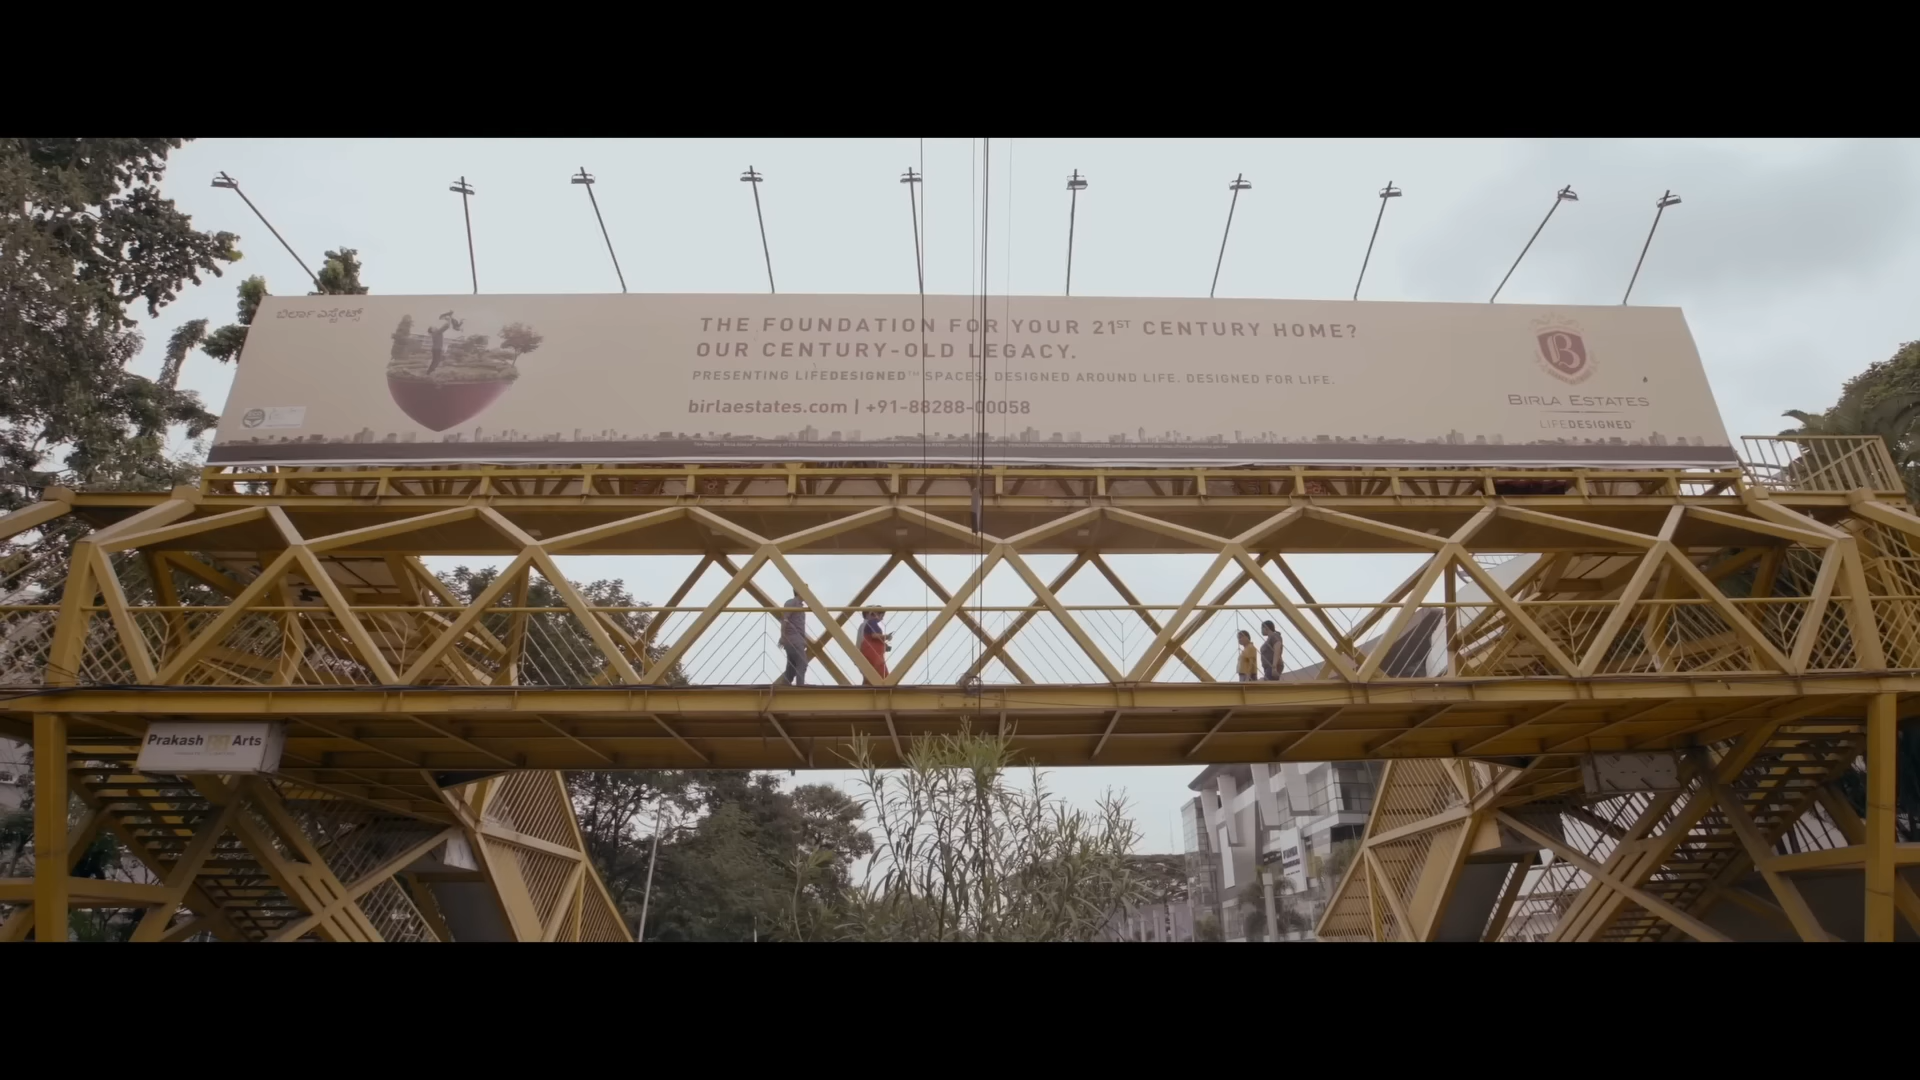 ಬಿರ್ಲಾ ಎಸ್ಟೇಟ್ಸ್
THE FOUNDATION FOR YOUR 21ST CENTURY HOME?
OUR CENTURY-OLD LEGACY.
PRESENTING LIFEDESIGNED™ SPACES. DESIGNED AROUND LIFE. DESIGNED FOR LIFE.
birlaestates.com | +91-88288-00058
B
BIRLA ESTATES
LIFEDESIGNED™
Prakash Arts